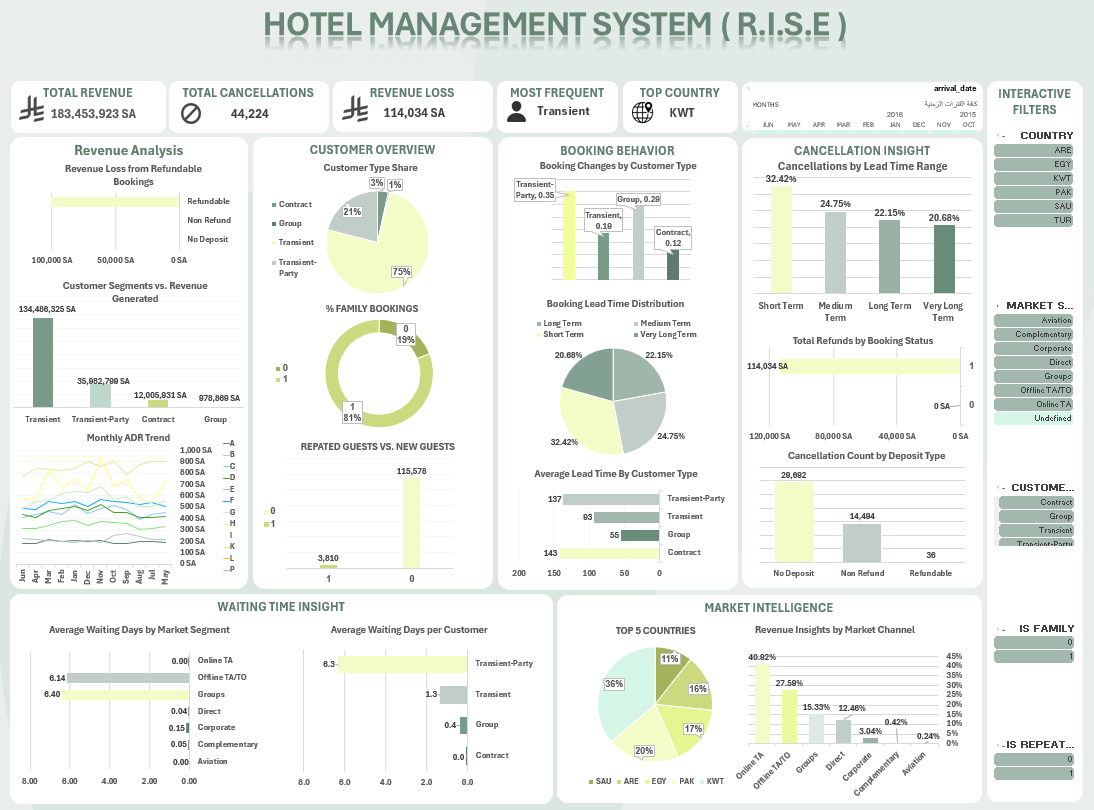 HOTEL MANAGEMENT SYSTEM ( R.I.S.E )
TOTAL REVENUE
183,453,923 SAR
TOTAL CANCELLATIONS
44,224
REVENUE LOSS
114,034 SAR
MOST FREQUENT
Transient
TOP COUNTRY
KWT
arrival_date
MONTHS
كافة الفترات الزمنية
2016
2015
JUN
MAY
APR
MAR
FEB
JAN
DEC
NOV
OCT
INTERACTIVE
FILTERS
COUNTRY
ARE
EGY
KWT
PAK
SAU
TUR
MARKET S...
Aviation
Complementary
Corporate
Direct
Groups
Offline TA/TO
Online TA
Undefined
CUSTOME...
Contract
Group
Transient
Transient-Party
IS FAMILY
0
1
IS REPEAT...
0
1
Revenue Analysis
Revenue Loss from Refundable
Bookings
Refundable
Non Refund
No Deposit
100,000 SA
50,000 SA
0 SA
Customer Segments vs. Revenue
Generated
134,486,325 SA
35,982,799 SA
12,005,931 SA
978,869 SA
Transient
Transient-Party
Contract
Group
Monthly ADR Trend
1,000 SA
900 SA
800 SA
700 SA
600 SA
500 SA
400 SA
300 SA
200 SA
100 SA
0 SA
Jun
Apr
Mar
Feb
Jan
Dec
Nov
Oct
Sep
Aug
Jul
May
A
B
C
D
E
F
G
H
I
K
L
P
CUSTOMER OVERVIEW
Customer Type Share
3%
1%
21%
75%
Contract
Group
Transient
Transient-
Party
% FAMILY BOOKINGS
0
19%
1
81%
0
1
REPATED GUESTS VS. NEW GUESTS
115,578
3,810
0
1
1
0
BOOKING BEHAVIOR
Booking Changes by Customer Type
Transient-
Party, 0.35
Transient,
0.19
Group, 0.29
Contract,
0.12
Booking Lead Time Distribution
Long Term
Medium Term
Short Term
Very Long Term
20.68%
22.15%
32.42%
24.75%
Average Lead Time By Customer Type
137
Transient-Party
93
Transient
55
Group
143
Contract
200
150
100
50
0
CANCELLATION INSIGHT
Cancellations by Lead Time Range
32.42%
24.75%
22.15%
20.68%
Short Term
Medium
Term
Long Term
Very Long
Term
Total Refunds by Booking Status
114,034 SA
1
0 SA
0
120,000 SA
80,000 SA
40,000 SA
0 SA
Cancellation Count by Deposit Type
29,692
14,494
36
No Deposit
Non Refund
Refundable
WAITING TIME INSIGHT
Average Waiting Days by Market Segment
0.00
Online TA
6.14
Offline TA/TO
6.40
Groups
0.04
Direct
0.15
Corporate
0.05
Complementary
0.00
Aviation
8.00
6.00
4.00
2.00
0.00
Average Waiting Days per Customer
6.3
Transient-Party
1.3
Transient
0.4
Group
0.0
Contract
8.0
6.0
4.0
2.0
0.0
MARKET INTELLIGENCE
TOP 5 COUNTRIES
11%
16%
17%
20%
36%
SAU
ARE
EGY
PAK
KWT
Revenue Insights by Market Channel
40.92%
27.59%
15.33%
12.46%
3.04%
0.42%
0.24%
45%
40%
35%
30%
25%
20%
15%
10%
5%
0%
Online TA
Offline TA/TO
Groups
Direct
Corporate
Complementary
Aviation